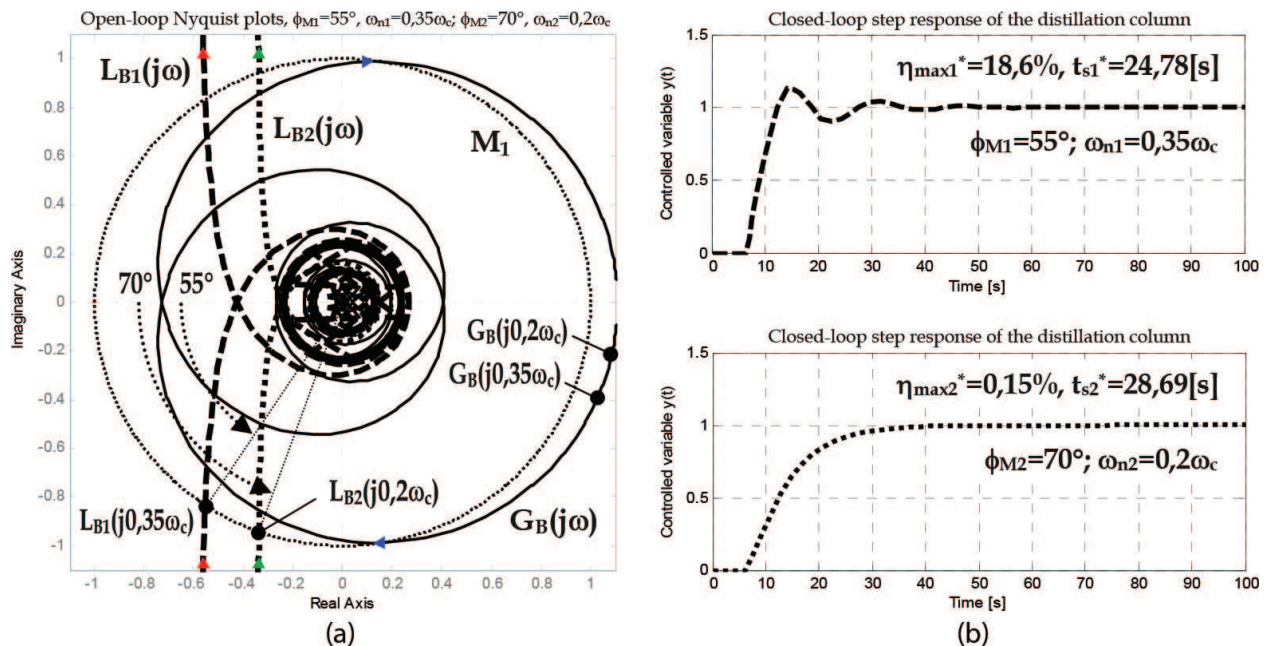 Open-loop Nyquist plots, ϕM1=55°, ωn1=0,35ωc; ϕM2=70°, ωn2=0,2ωc
LB1(jω)
LB2(jω)
M1
70°
55°
GB(j0,2ωc)
GB(j0,35ωc)
LB2(j0,2ωc)
LB1(j0,35ωc)
GB(jω)
Imaginary Axis
1
0.8
0.6
0.4
0.2
0
-0.2
-0.4
-0.6
-0.8
-1
-1 -0.8 -0.6 -0.4 -0.2 0 0.2 0.4 0.6 0.8 1
Real Axis
(a)
Closed-loop step response of the distillation column
ηmax1*=18,6%, ts1*=24,78[s]
ϕM1=55°; ωn1=0,35ωc
Controlled variable y(t)
1.5
1
0.5
0
0 10 20 30 40 50 60 70 80 90 100
Time [s]
Closed-loop step response of the distillation column
ηmax2*=0,15%, ts2*=28,69[s]
ϕM2=70°; ωn2=0,2ωc
Controlled variable y(t)
1.5
1
0.5
0
0 10 20 30 40 50 60 70 80 90 100
Time [s]
(b)